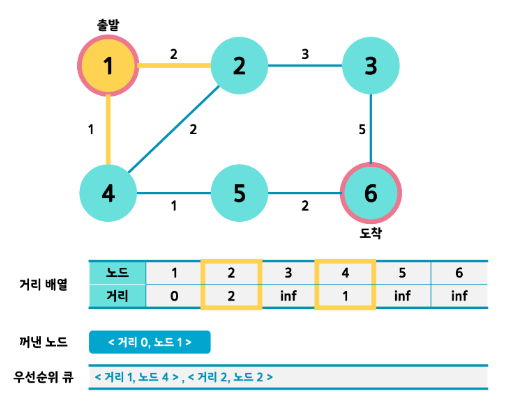 출발
1 2 2 3 3
1 2 5
4 1 5 2 6
도착
거리 배열
노드 1 2 3 4 5 6
거리 0 2 inf 1 inf inf
꺼낸 노드 < 거리 0, 노드 1 >
우선순위 큐 < 거리 1, 노드 4 > , < 거리 2, 노드 2 >